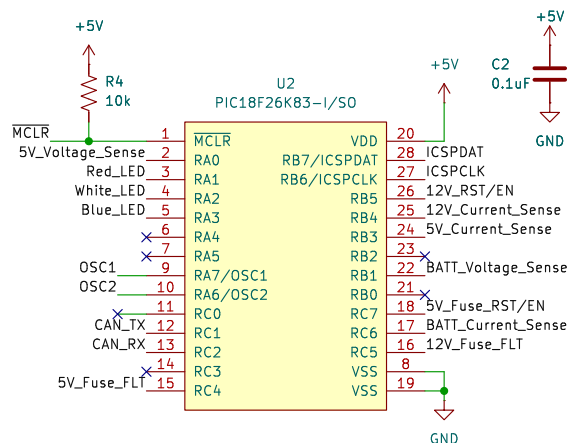 +5V
R4
10k
MCLR
5V_Voltage_Sense
Red_LED
White_LED
Blue_LED
OSC1
OSC2
CAN_TX
CAN_RX
5V_Fuse_FLT
U2
PIC18F26K83-I/SO
1 MCLR
2 RA0
3 RA1
4 RA2
5 RA3
6 RA4
7 RA5
9 RA7/OSC1
10 RA6/OSC2
11 RC0
12 RC1
13 RC2
14 RC3
15 RC4
VDD 20
RB7/ICSPDAT 28
RB6/ICSPCLK 27
RB5 26
RB4 25
RB3 24
RB2 23
RB1 22
RB0 21
RC7 18
RC6 17
RC5 16
VSS 8
VSS 19
+5V
ICSPDAT
ICSPCLK
12V_RST/EN
12V_Current_Sense
5V_Current_Sense
BATT_Voltage_Sense
5V_Fuse_RST/EN
BATT_Current_Sense
12V_Fuse_FLT
GND
+5V
C2
0.1uF
GND